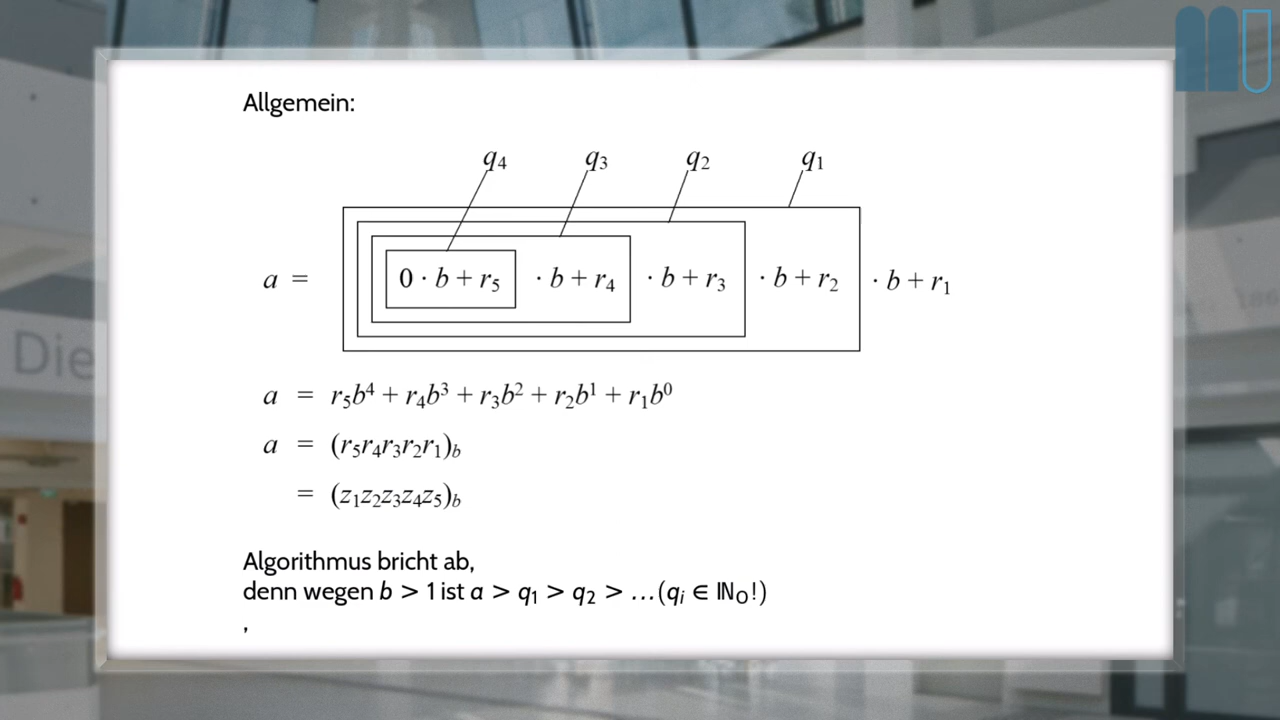 Allgemein:
q₄ q₃ q₂ q₁
a = 0 · b + r₅ · b + r₄ · b + r₃ · b + r₂ · b + r₁
a = r₅b⁴ + r₄b³ + r₃b² + r₂b¹ + r₁b⁰
a = (r₅r₄r₃r₂r₁)b
= (z₁z₂z₃z₄z₅)b
Algorithmus bricht ab,
denn wegen b > 1 ist a > q₁ > q₂ > ... (qᵢ ∈ ℕ₀!)
,
Die